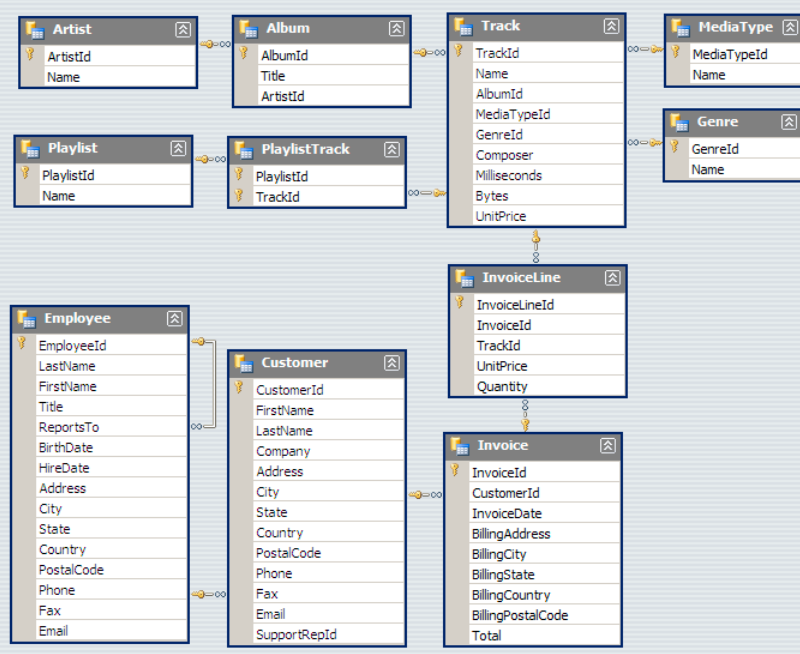 Artist
ArtistId
Name
Album
AlbumId
Title
ArtistId
Track
TrackId
Name
AlbumId
MediaTypeId
GenreId
Composer
Milliseconds
Bytes
UnitPrice
MediaType
MediaTypeId
Name
Genre
GenreId
Name
Playlist
PlaylistId
Name
PlaylistTrack
PlaylistId
TrackId
InvoiceLine
InvoiceLineId
InvoiceId
TrackId
UnitPrice
Quantity
Employee
EmployeeId
LastName
FirstName
Title
ReportsTo
BirthDate
HireDate
Address
City
State
Country
PostalCode
Phone
Fax
Email
Customer
CustomerId
FirstName
LastName
Company
Address
City
State
Country
PostalCode
Phone
Fax
Email
SupportRepId
Invoice
InvoiceId
CustomerId
InvoiceDate
BillingAddress
BillingCity
BillingState
BillingCountry
BillingPostalCode
Total